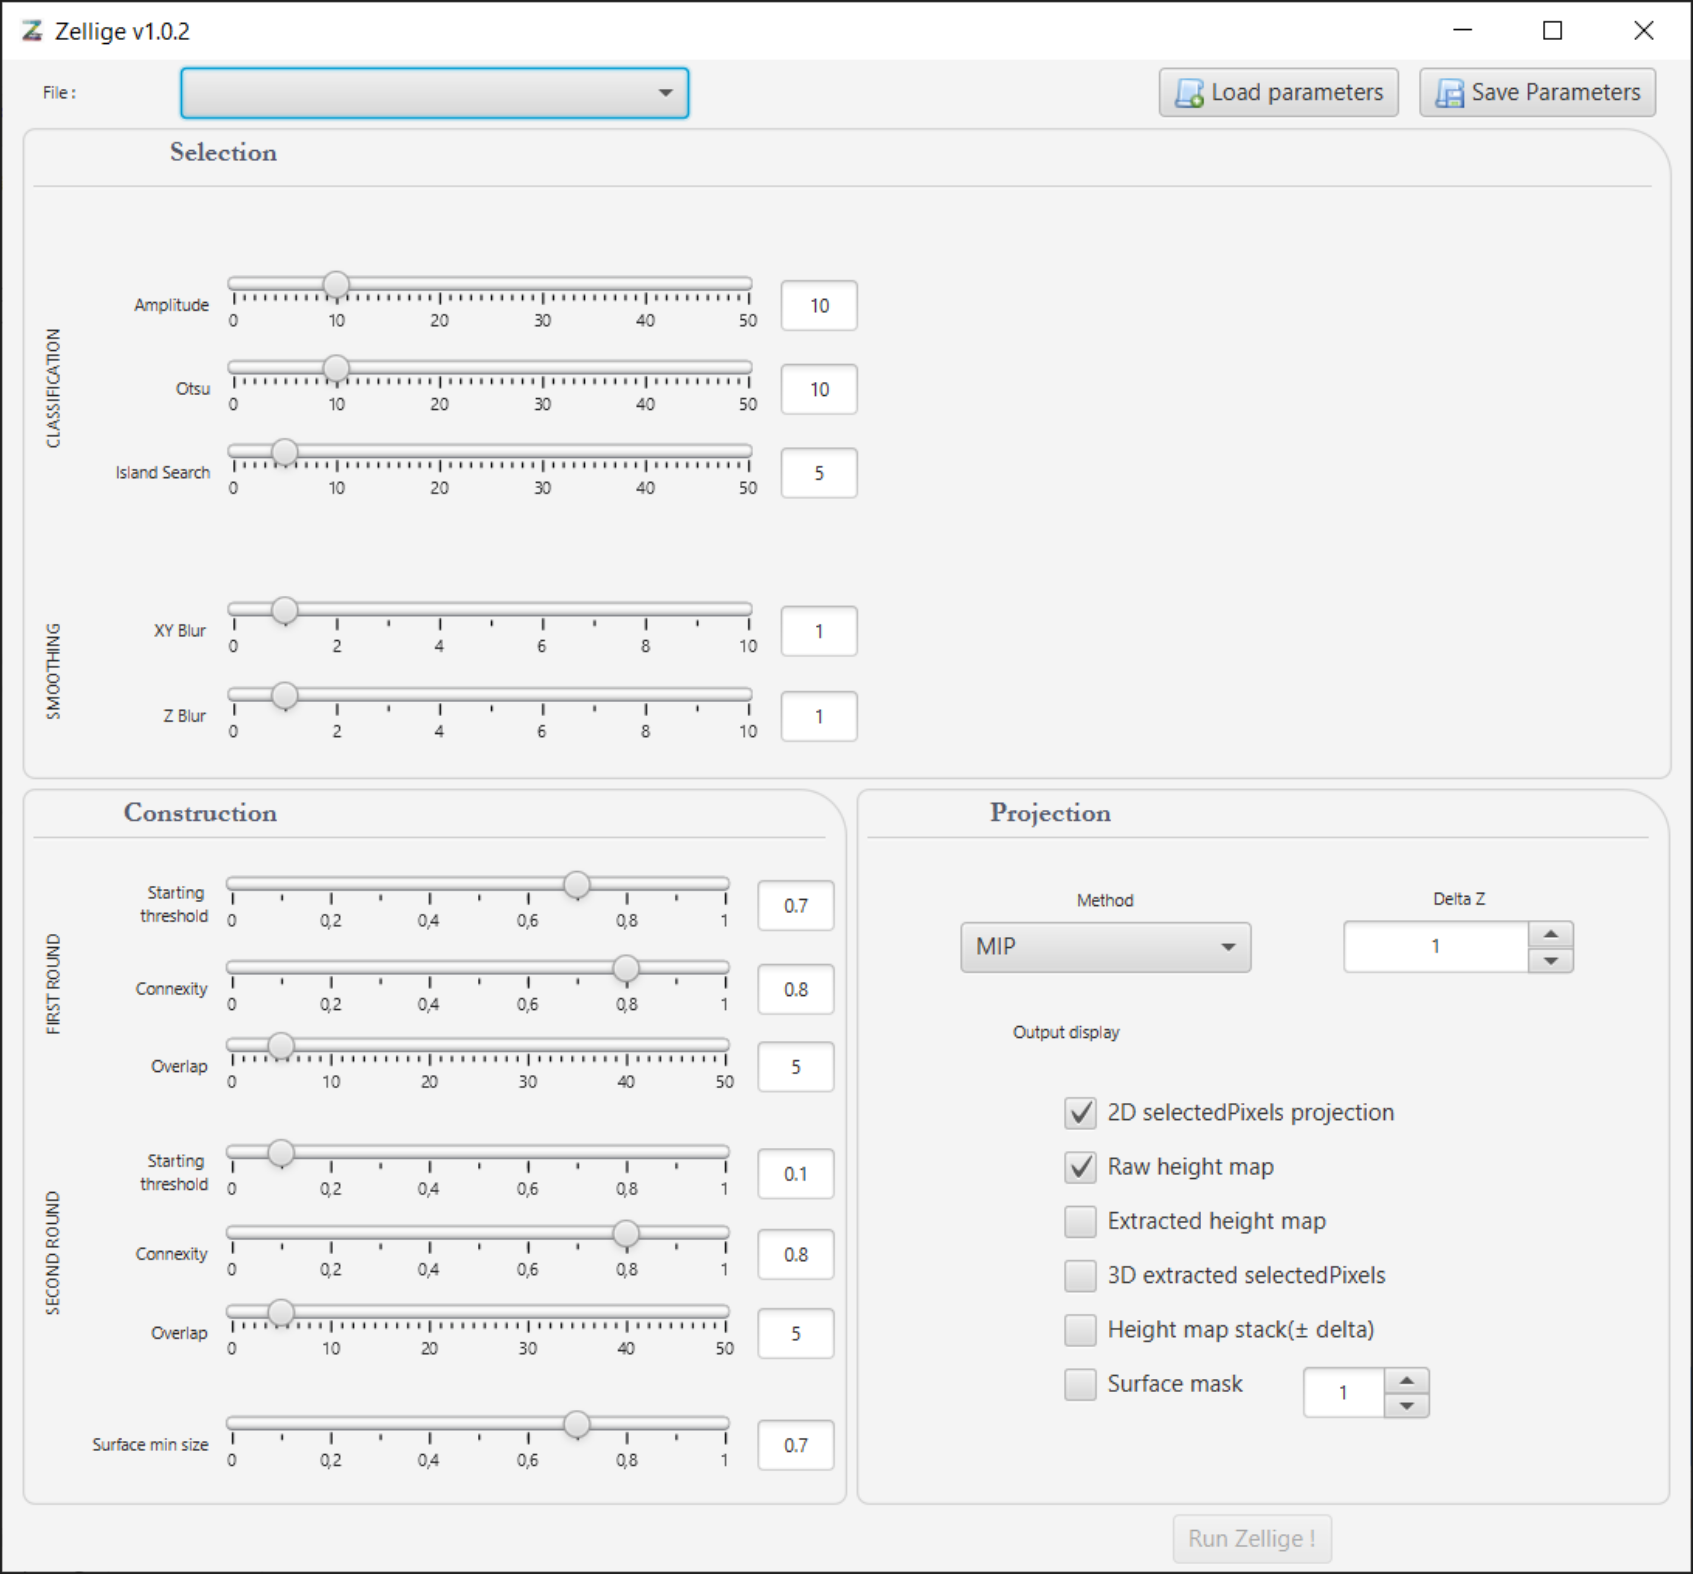 Zellige v1.0.2
File :
Load parameters
Save Parameters
Selection
CLASSIFICATION
Amplitude
0 10 20 30 40 50
10
Otsu
0 10 20 30 40 50
10
Island Search
0 10 20 30 40 50
5
SMOOTHING
XY Blur
0 2 4 6 8 10
1
Z Blur
0 2 4 6 8 10
1
Construction
FIRST ROUND
Starting
threshold
0 0,2 0,4 0,6 0,8 1
0.7
Connexity
0 0,2 0,4 0,6 0,8 1
0.8
Overlap
0 10 20 30 40 50
5
SECOND ROUND
Starting
threshold
0 0,2 0,4 0,6 0,8 1
0.1
Connexity
0 0,2 0,4 0,6 0,8 1
0.8
Overlap
0 10 20 30 40 50
5
Surface min size
0 0,2 0,4 0,6 0,8 1
0.7
Projection
Method
MIP
Delta Z
1
Output display
2D selectedPixels projection
Raw height map
Extracted height map
3D extracted selectedPixels
Height map stack(± delta)
Surface mask
1
Run Zellige !